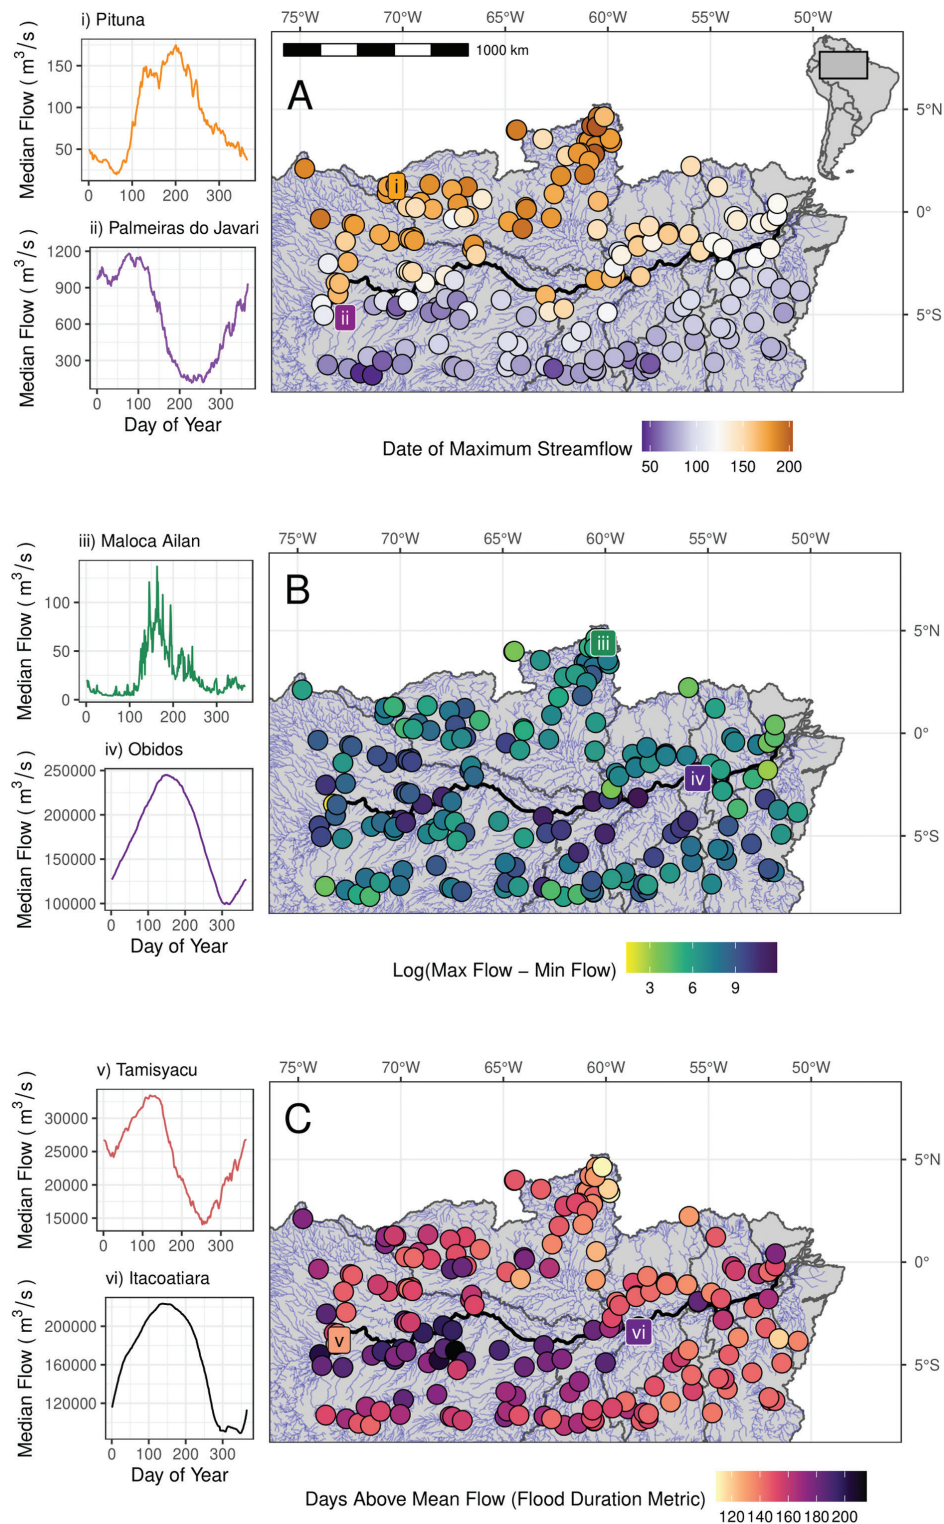 i) Pituna
Median Flow ( m³/s )
150
100
50
0 100 200 300
ii) Palmeiras do Javari
Median Flow ( m³/s )
1200
900
600
300
0 100 200 300
Day of Year
75°W 70°W 65°W 60°W 55°W 50°W
1000 km
A
5°N
0°
5°S
i
ii
Date of Maximum Streamflow
50 100 150 200
iii) Maloca Ailan
Median Flow ( m³/s )
100
50
0
0 100 200 300
iv) Obidos
Median Flow ( m³/s )
250000
200000
150000
100000
0 100 200 300
Day of Year
75°W 70°W 65°W 60°W 55°W 50°W
B
5°N
0°
5°S
iii
iv
Log(Max Flow − Min Flow)
3 6 9
v) Tamisyacu
Median Flow ( m³/s )
30000
25000
20000
15000
0 100 200 300
vi) Itacoatiara
Median Flow ( m³/s )
200000
160000
120000
0 100 200 300
Day of Year
75°W 70°W 65°W 60°W 55°W 50°W
C
5°N
0°
5°S
v
vi
Days Above Mean Flow (Flood Duration Metric)
120 140 160 180 200